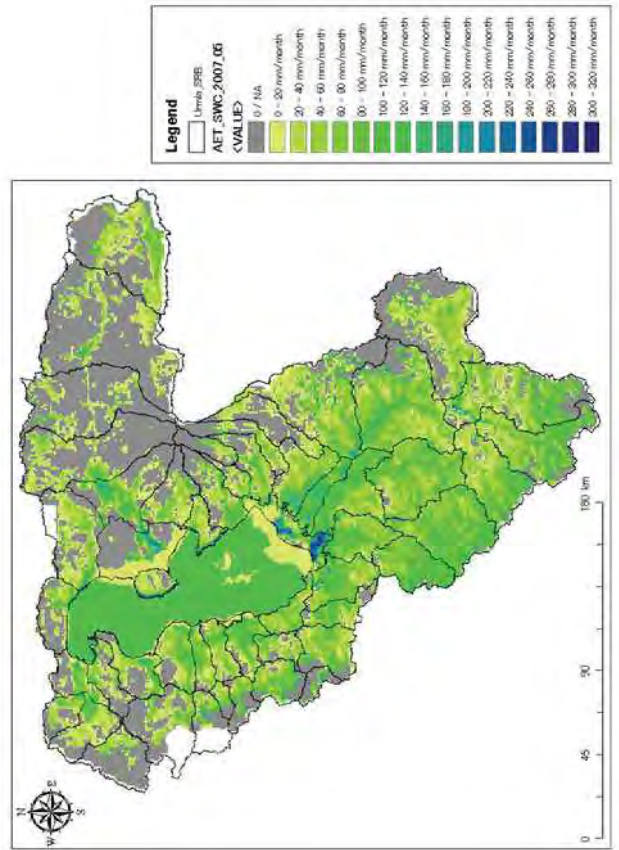 Legend
Urmia_SRB
AET_SWC_2007_05
<VALUE>
0 / NA
0 - 20 mm/month
20 - 40 mm/month
40 - 60 mm/month
60 - 80 mm/month
80 - 100 mm/month
100 - 120 mm/month
120 - 140 mm/month
140 - 160 mm/month
160 - 180 mm/month
180 - 200 mm/month
200 - 220 mm/month
220 - 240 mm/month
240 - 260 mm/month
260 - 280 mm/month
280 - 300 mm/month
300 - 320 mm/month
N
E
S
W
0
45
90
180 km